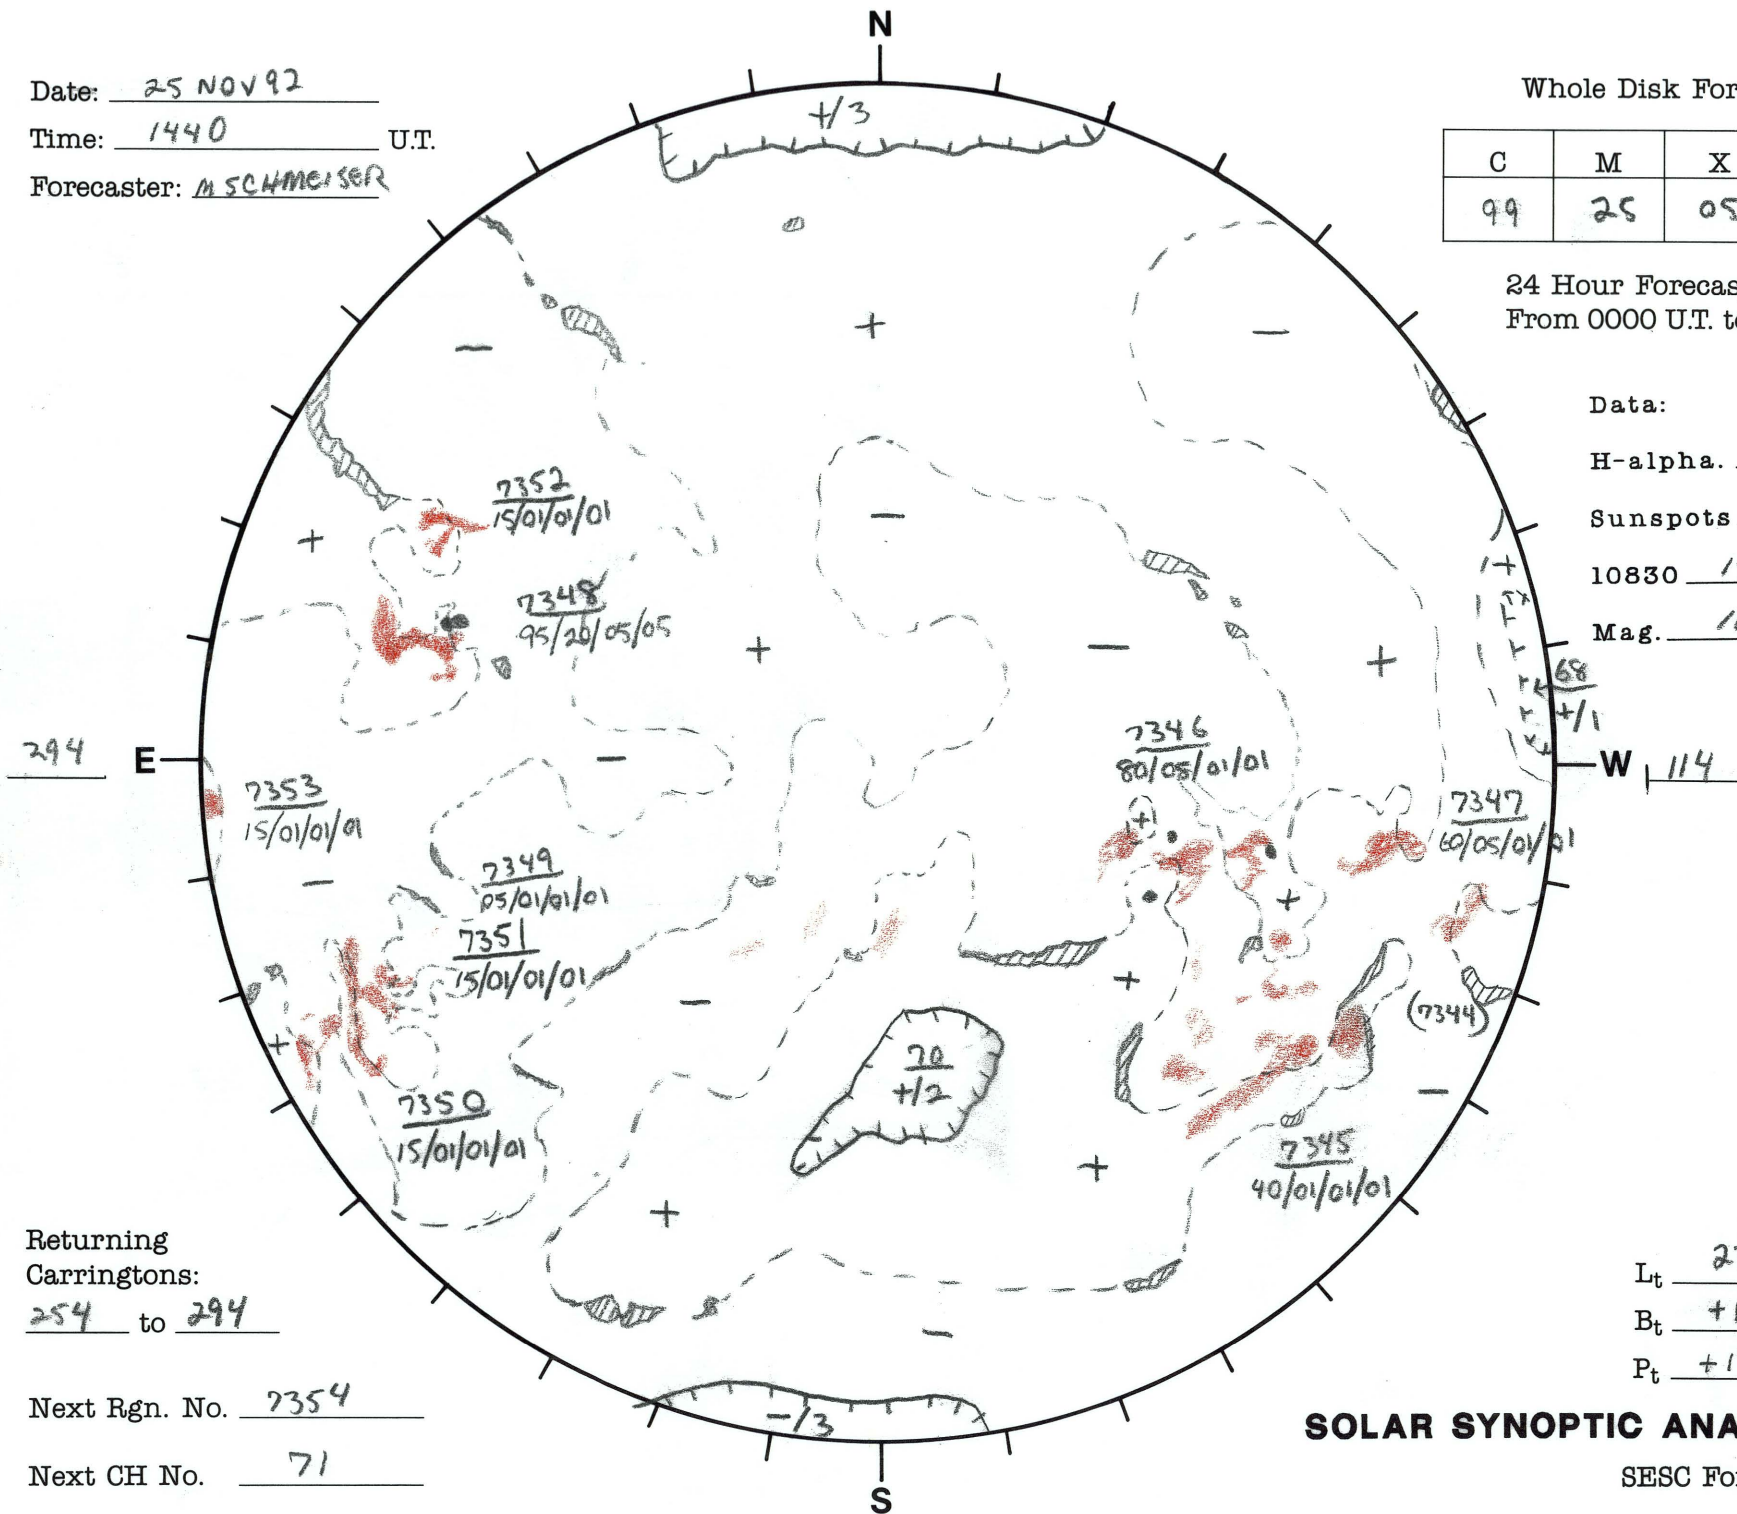 N
Date: 25 NOV 92
Time: 1440 U.T.
Forecaster: M SCHMEISER
Whole Disk For
C M X
99 25 05
24 Hour Forecas
From 0000 U.T. to
Data:
H-alpha.
Sunspots
10830
Mag.
+/3
+
-
-
-
+
+
-
+
-
+
7352
15/01/01/01
7348
95/20/05/05
68
+/1
294
E
W
114
-
7346
80/05/01/01
7353
15/01/01/01
7347
60/05/01/01
+
-
7349
05/01/01/01
+
7351
15/01/01/01
+
-
(7344)
+
70
+/2
-
7350
15/01/01/01
7345
40/01/01/01
+
+
-
Returning
Carringtons:
254 to 294
Lt 2
Bt +1
Pt +1
Next Rgn. No. 7354
Next CH No. 71
-/3
SOLAR SYNOPTIC ANA
SESC Fo
S